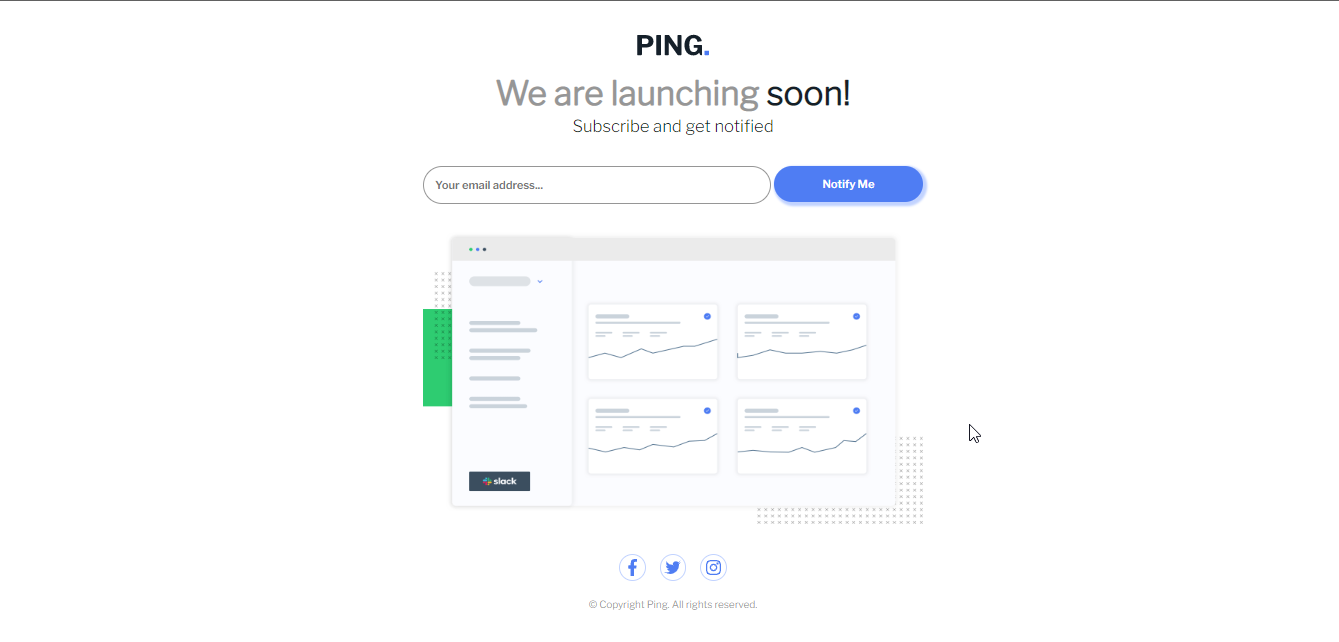 PING.
We are launching soon!
Subscribe and get notified
Your email address...
Notify Me
slack
© Copyright Ping. All rights reserved.